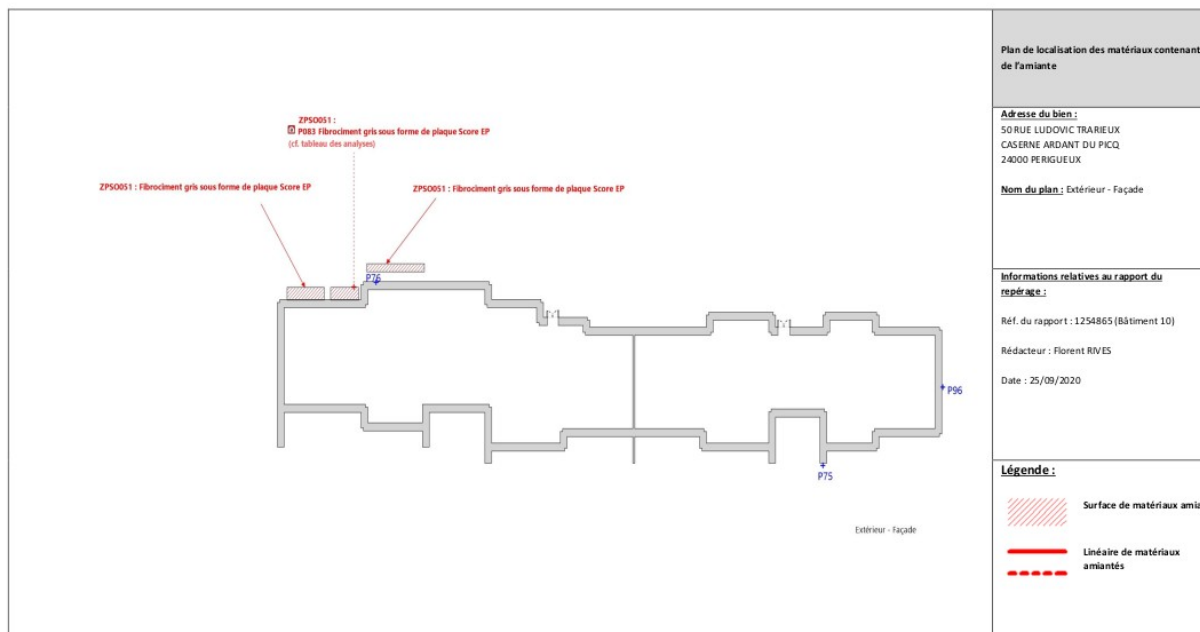 ZPSO051 :
P083 Fibrociment gris sous forme de plaque Score EP
(cf. tableau des analyses)
ZPSO051 : Fibrociment gris sous forme de plaque Score EP
ZPSO051 : Fibrociment gris sous forme de plaque Score EP
P76
P96
P75
Extérieur - Façade
Plan de localisation des matériaux contenant
de l'amiante
Adresse du bien :
50 RUE LUDOVIC TRARIEUX
CASERNE ARDANT DU PICQ
24000 PERIGUEUX
Nom du plan : Extérieur - Façade
Informations relatives au rapport du
repérage :
Réf. du rapport : 1254865 (Bâtiment 10)
Rédacteur : Florent RIVES
Date : 25/09/2020
Légende :
Surface de matériaux amia
Linéaire de matériaux
amiantés